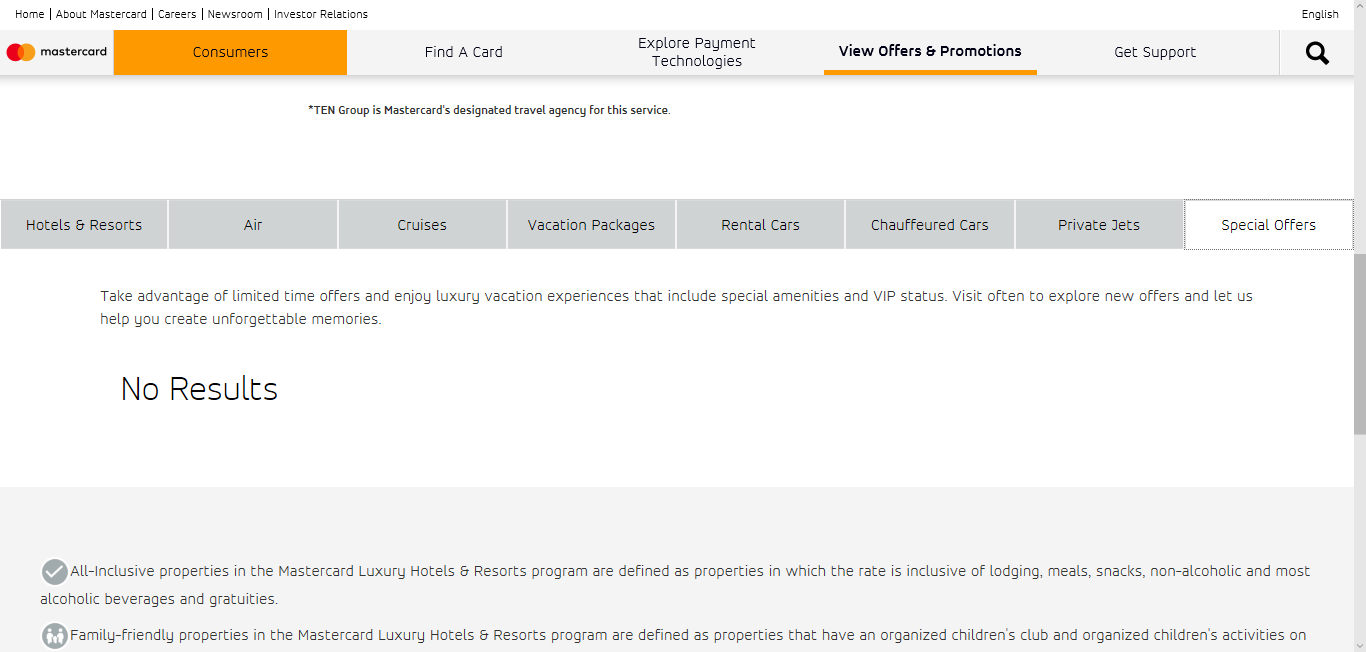 Home | About Mastercard | Careers | Newsroom | Investor Relations
English
mastercard
Consumers
Find A Card
Explore Payment
Technologies
View Offers & Promotions
Get Support
*TEN Group is Mastercard's designated travel agency for this service.
Hotels & Resorts
Air
Cruises
Vacation Packages
Rental Cars
Chauffeured Cars
Private Jets
Special Offers
Take advantage of limited time offers and enjoy luxury vacation experiences that include special amenities and VIP status. Visit often to explore new offers and let us
help you create unforgettable memories.
No Results
All-Inclusive properties in the Mastercard Luxury Hotels & Resorts program are defined as properties in which the rate is inclusive of lodging, meals, snacks, non-alcoholic and most
alcoholic beverages and gratuities.
Family-friendly properties in the Mastercard Luxury Hotels & Resorts program are defined as properties that have an organized children's club and organized children's activities on